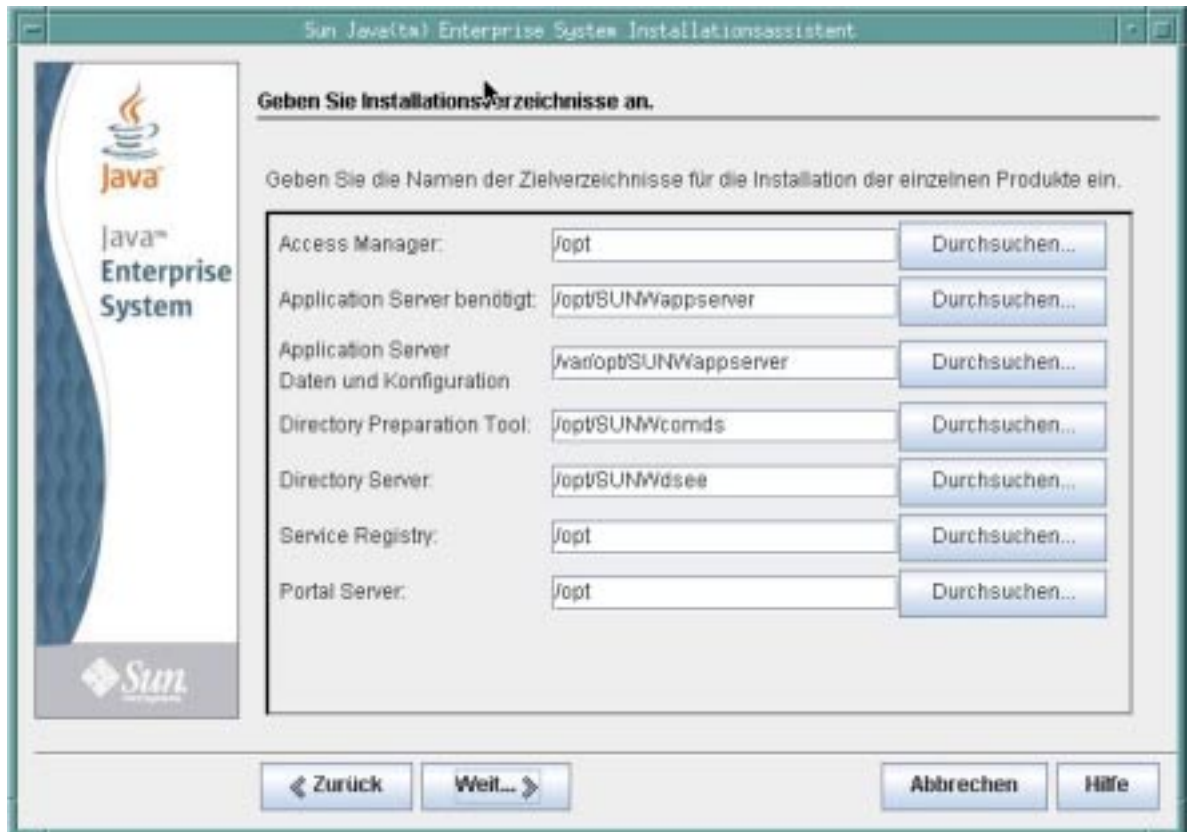 Sun Java(tm) Enterprise System Installationsassistent
Java
Java™
Enterprise
System
Sun
Geben Sie Installationsverzeichnisse an.
Geben Sie die Namen der Zielverzeichnisse für die Installation der einzelnen Produkte ein.
Access Manager: /opt Durchsuchen...
Application Server benötigt: /opt/SUNWappserver Durchsuchen...
Application Server
Daten und Konfiguration /var/opt/SUNWappserver Durchsuchen...
Directory Preparation Tool: /opt/SUNWcomds Durchsuchen...
Directory Server: /opt/SUNWdsee Durchsuchen...
Service Registry: /opt Durchsuchen...
Portal Server: /opt Durchsuchen...
Zurück Weit... Abbrechen Hilfe